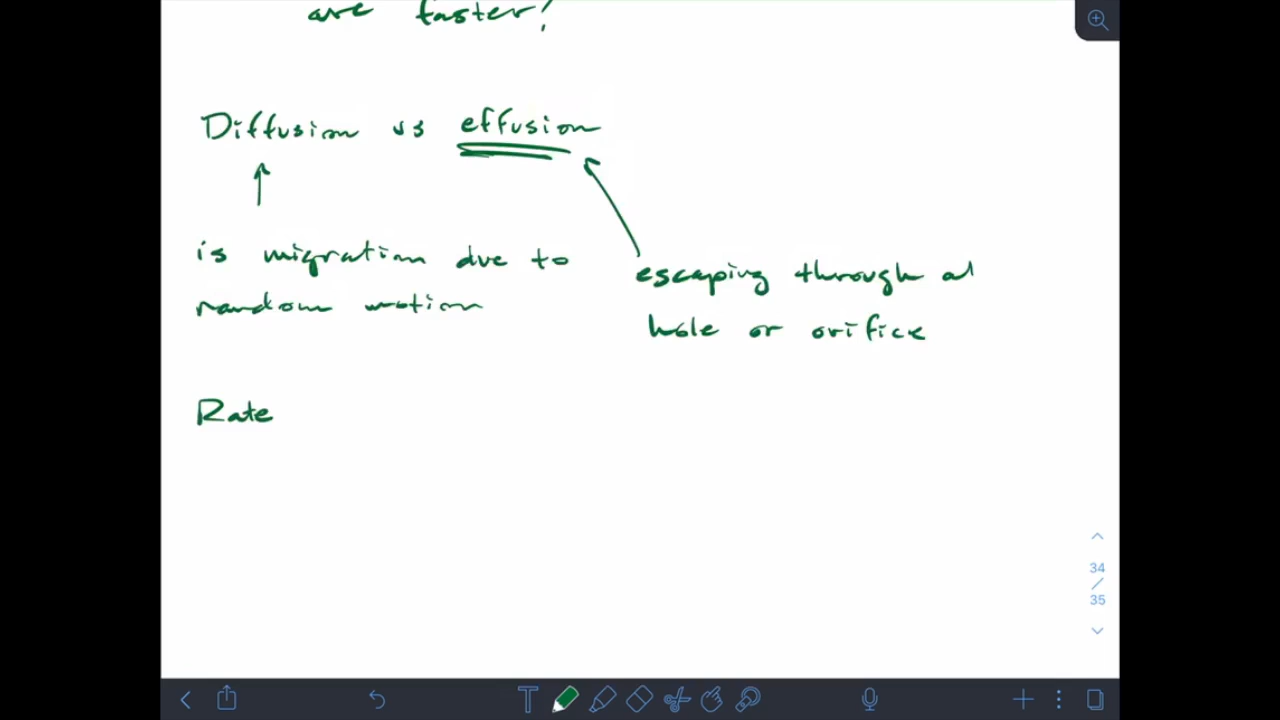 are faster?
Diffusion vs effusion
is migration due to
random motion
escaping through a
hole or orifice
Rate
34
/
35